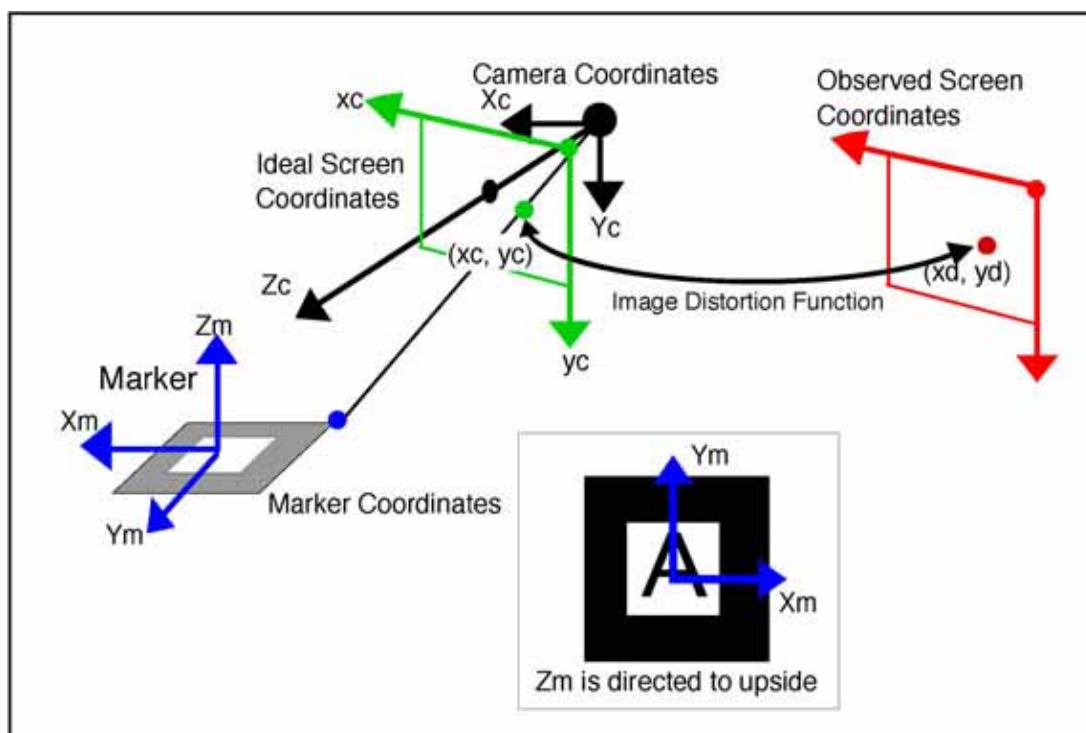 Camera Coordinates
Observed Screen
Coordinates
xc
Xc
Ideal Screen
Coordinates
Yc
(xc, yc)
(xd, yd)
Zc
Image Distortion Function
Zm
yc
Marker
Xm
Ym
Marker Coordinates
Ym
A
Xm
Zm is directed to upside